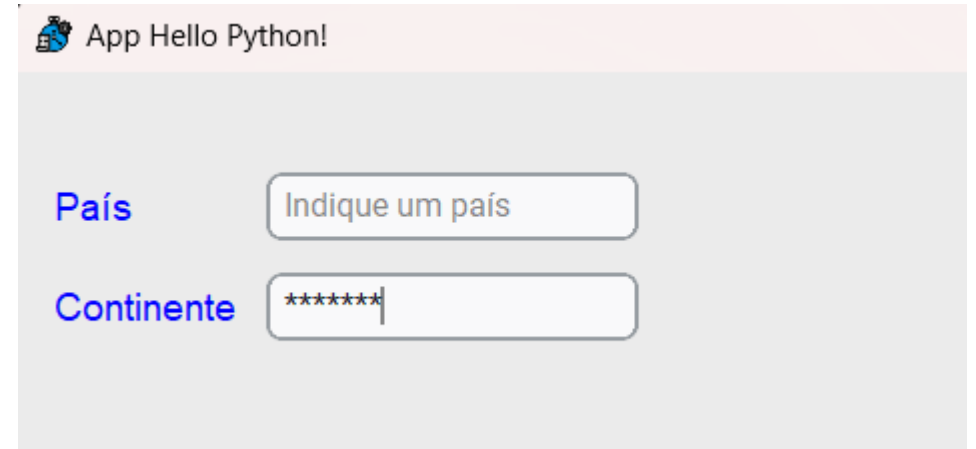 App Hello Python!
País Indique um país
Continente *******